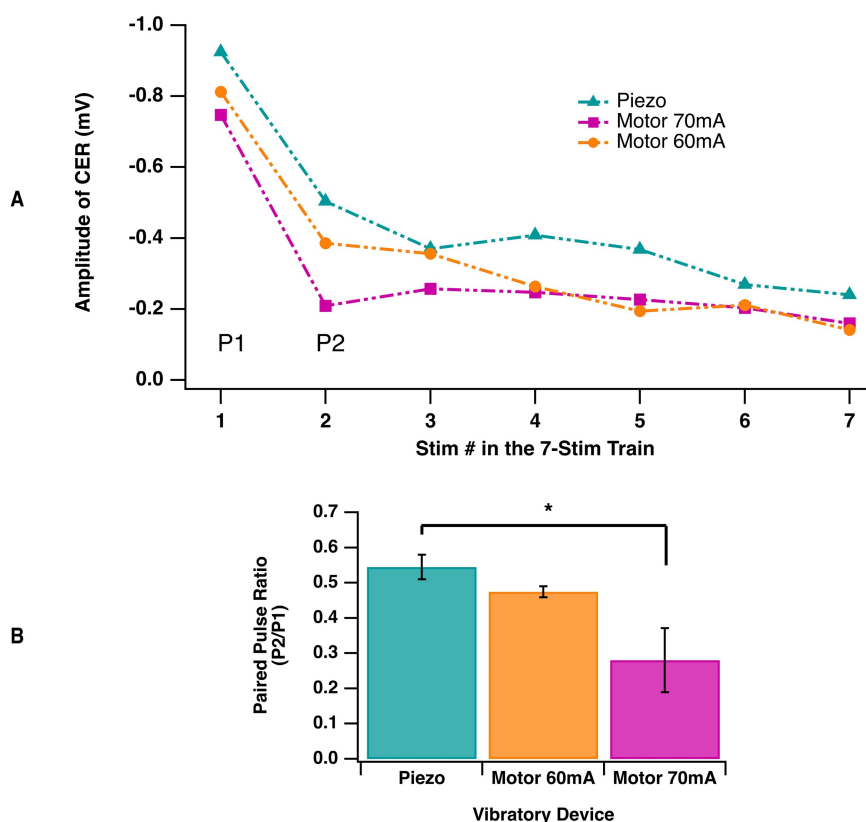 A
Amplitude of CER (mV)
-1.0
-0.8
-0.6
-0.4
-0.2
0.0
Piezo
Motor 70mA
Motor 60mA
P1 P2
1 2 3 4 5 6 7
Stim # in the 7-Stim Train
B
Paired Pulse Ratio
(P2/P1)
0.7
0.6
0.5
0.4
0.3
0.2
0.1
0.0
*
Piezo Motor 60mA Motor 70mA
Vibratory Device